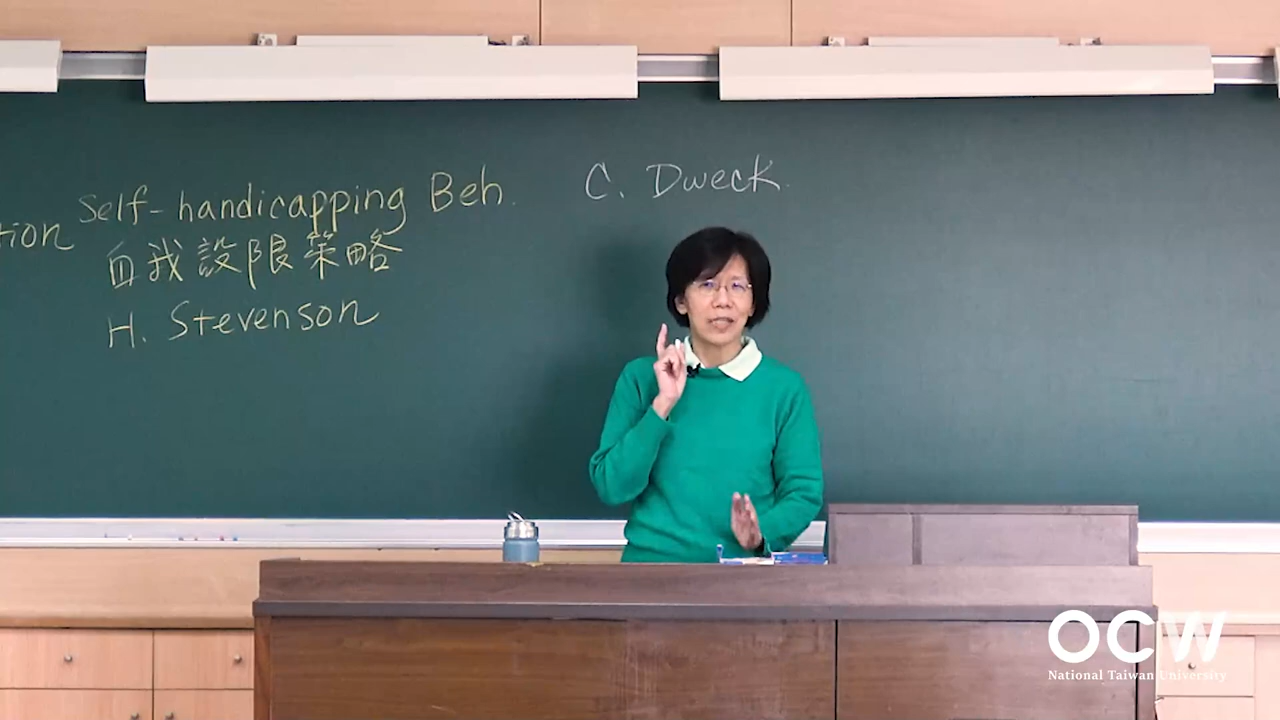 tion
Self-handicapping Beh.
自我設限策略
H. Stevenson
C. Dweck.
OCW
National Taiwan University